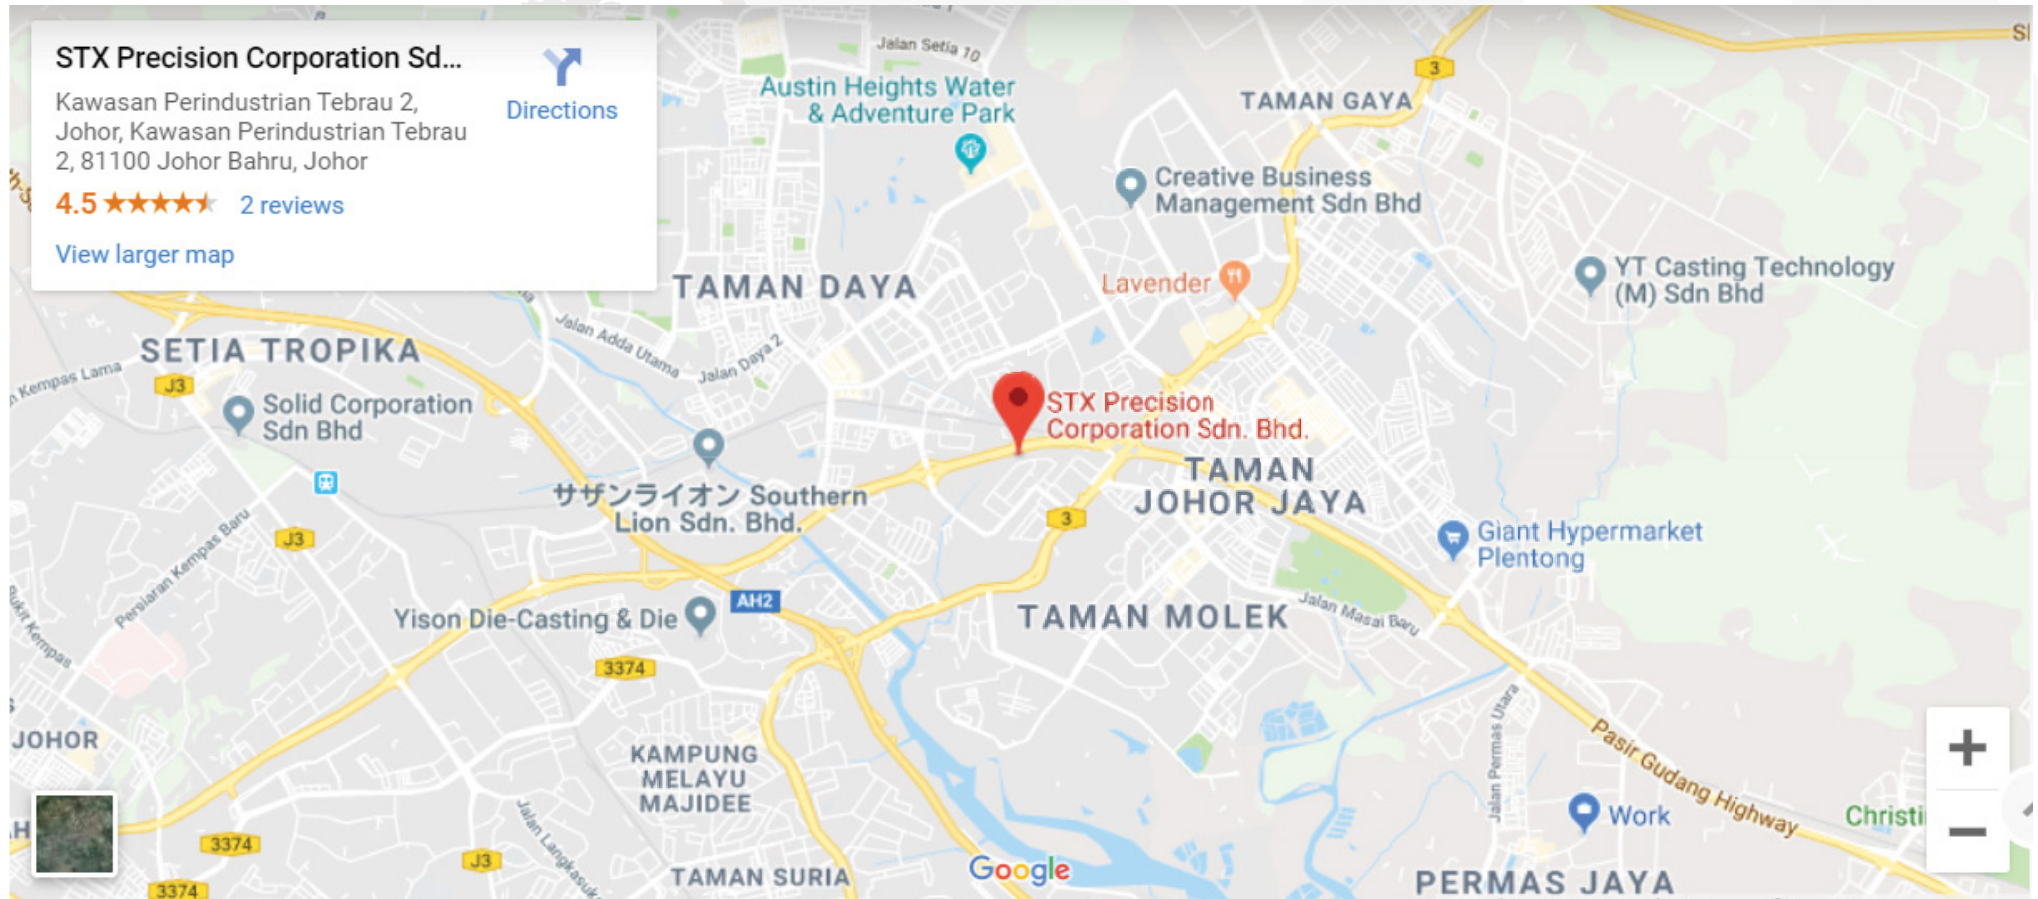 STX Precision Corporation Sd...
Kawasan Perindustrian Tebrau 2,
Johor, Kawasan Perindustrian Tebrau
2, 81100 Johor Bahru, Johor
4.5
2 reviews
View larger map
Directions
Jalan Setia 10
Austin Heights Water
& Adventure Park
TAMAN GAYA
3
Creative Business
Management Sdn Bhd
Lavender
YT Casting Technology
(M) Sdn Bhd
TAMAN DAYA
Jalan Adda Utama
Jalan Daya 2
SETIA TROPIKA
Kempas Lama
J3
Solid Corporation
Sdn Bhd
STX Precision
Corporation Sdn. Bhd.
TAMAN
JOHOR JAYA
サザンライオン Southern
Lion Sdn. Bhd.
3
J3
Persiaran Kempas Baru
Giant Hypermarket
Plentong
Yison Die-Casting & Die
AH2
TAMAN MOLEK
Jalan Masai Baru
Bukit Kempas
3374
JOHOR
KAMPUNG
MELAYU
MAJIDEE
Jalan Permas Utara
Pasir Gudang Highway
Work
Christi
3374
J3
Jalan Langkasuk
3374
TAMAN SURIA
Google
PERMAS JAYA
+
−